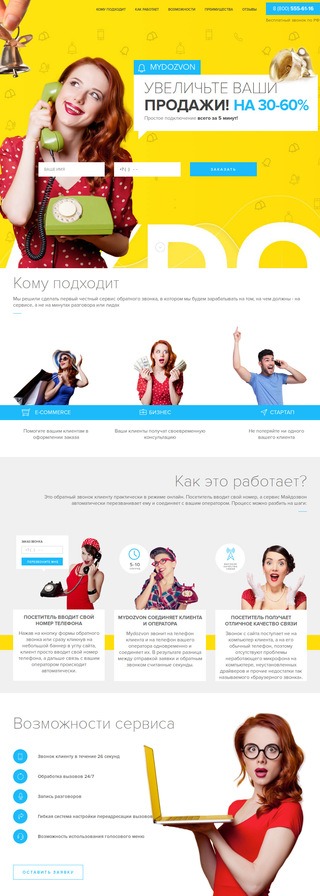 КОМУ ПОДХОДИТ КАК РАБОТАЕТ ВОЗМОЖНОСТИ ПРЕИМУЩЕСТВА ОТЗЫВЫ 8 (800) 555-61-16
Бесплатный звонок по РФ
MYDOZVON
УВЕЛИЧЬТЕ ВАШИ
ПРОДАЖИ! НА 30-60%
Простое подключение всего за 5 минут!
ВАШЕ ИМЯ
ЗАКАЗАТЬ
Кому подходит
Мы решили сделать первый честный сервис обратного звонка, в котором мы будем зарабатывать на том, на чем должны - на
сервисе, а не на минутах разговора или лидах
E-COMMERCE БИЗНЕС СТАРТАП
Помогите вашим клиентам в
оформлении заказа
Ваши клиенты получат своевременную
консультацию
Не потеряйте ни одного
вашего клиента
Как это работает?
Это обратный звонок клиенту практически в режиме онлайн. Посетитель вводит свой номер, а сервис Майдозвон
автоматически перезванивает ему и соединяет с вашим оператором. Процесс можно разбить на шаги:
5-10
ПОСЕТИТЕЛЬ ВВОДИТ СВОЙ
НОМЕР ТЕЛЕФОНА
Нажав на кнопку формы обратного
звонка или сразу кликнув на
небольшой баннер в углу сайта,
клиент просто вводит свой номер
телефона, а дальше связь с вашим
оператором происходит
автоматически.
MYDOZVON СОЕДИНЯЕТ КЛИЕНТА
И ОПЕРАТОРА
Mydozvon звонит на телефон
клиента и на телефон вашего
оператора одновременно и
соединяет их. В результате разница
между отправкой заявки и обратным
звонком считанные секунды.
ПОСЕТИТЕЛЬ ПОЛУЧАЕТ
ОТЛИЧНОЕ КАЧЕСТВО СВЯЗИ
Звонок с сайта поступает не на
компьютер клиента, а на его
обычный телефон, поэтому
отсутствуют проблемы
неработающего микрофона на
компьютере, неустановленных
драйверов и прочие недостатки так
называемого «браузерного звонка».
Возможности сервиса
Звонок клиенту в течение 26 секунд
Обработка вызовов 24/7
Запись разговоров
Гибкая система настройки переадресации вызовов
Возможность использования голосового меню
ОСТАВИТЬ ЗАЯВКУ